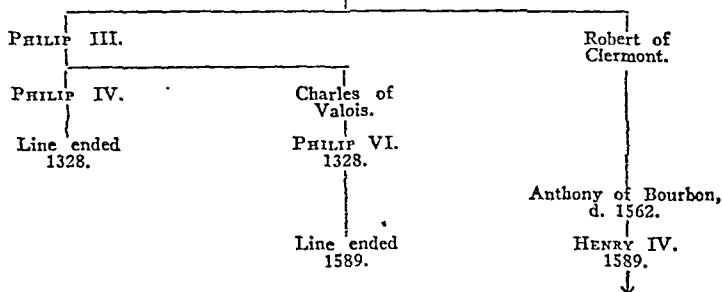 PHILIP III.
Robert of
Clermont.
PHILIP IV.
Charles of
Valois.
Line ended
1328.
PHILIP VI.
1328.
Anthony of Bourbon,
d. 1562.
Line ended
1589.
HENRY IV.
1589.